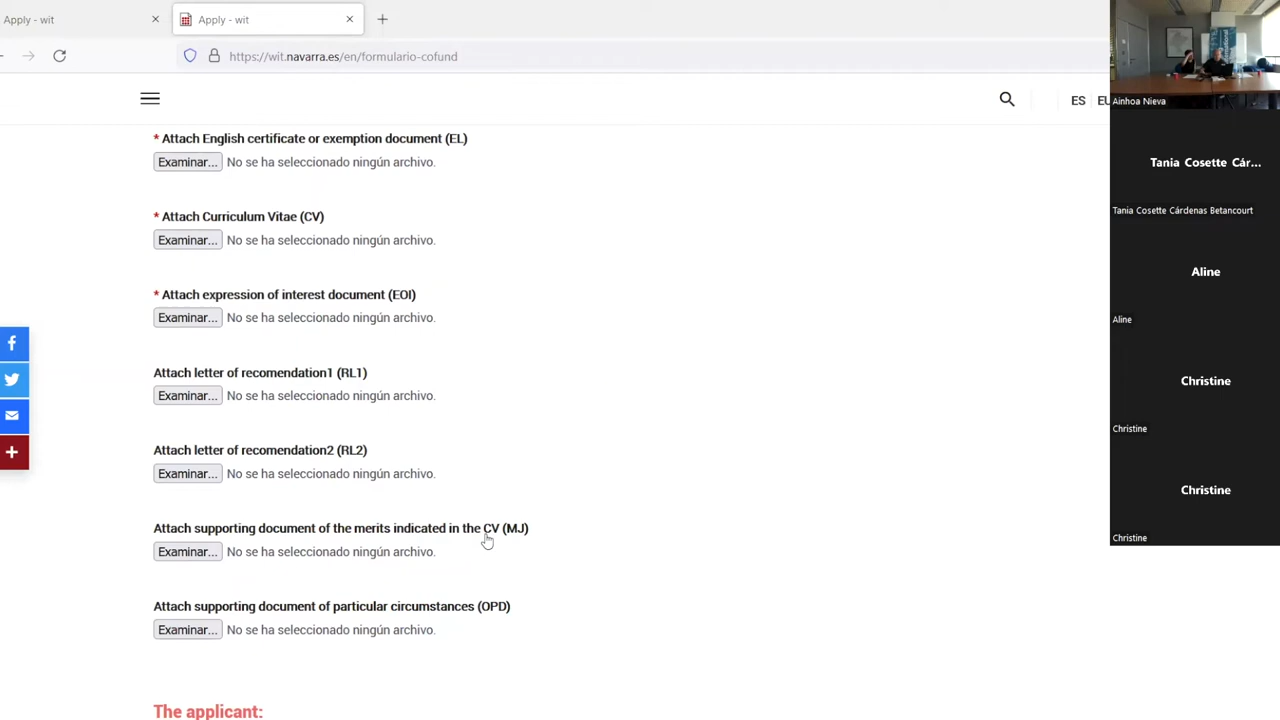 Apply - wit
Apply - wit
https://wit.navarra.es/en/formulario-cofund
ES EU
* Attach English certificate or exemption document (EL)
Examinar... No se ha seleccionado ningún archivo.
* Attach Curriculum Vitae (CV)
Examinar... No se ha seleccionado ningún archivo.
* Attach expression of interest document (EOI)
Examinar... No se ha seleccionado ningún archivo.
Attach letter of recomendation1 (RL1)
Examinar... No se ha seleccionado ningún archivo.
Attach letter of recomendation2 (RL2)
Examinar... No se ha seleccionado ningún archivo.
Attach supporting document of the merits indicated in the CV (MJ)
Examinar... No se ha seleccionado ningún archivo.
Attach supporting document of particular circumstances (OPD)
Examinar... No se ha seleccionado ningún archivo.
The applicant:
Ainhoa Nieva
Tania Cosette Cár...
Tania Cosette Cárdenas Betancourt
Aline
Aline
Christine
Christine
Christine
Christine